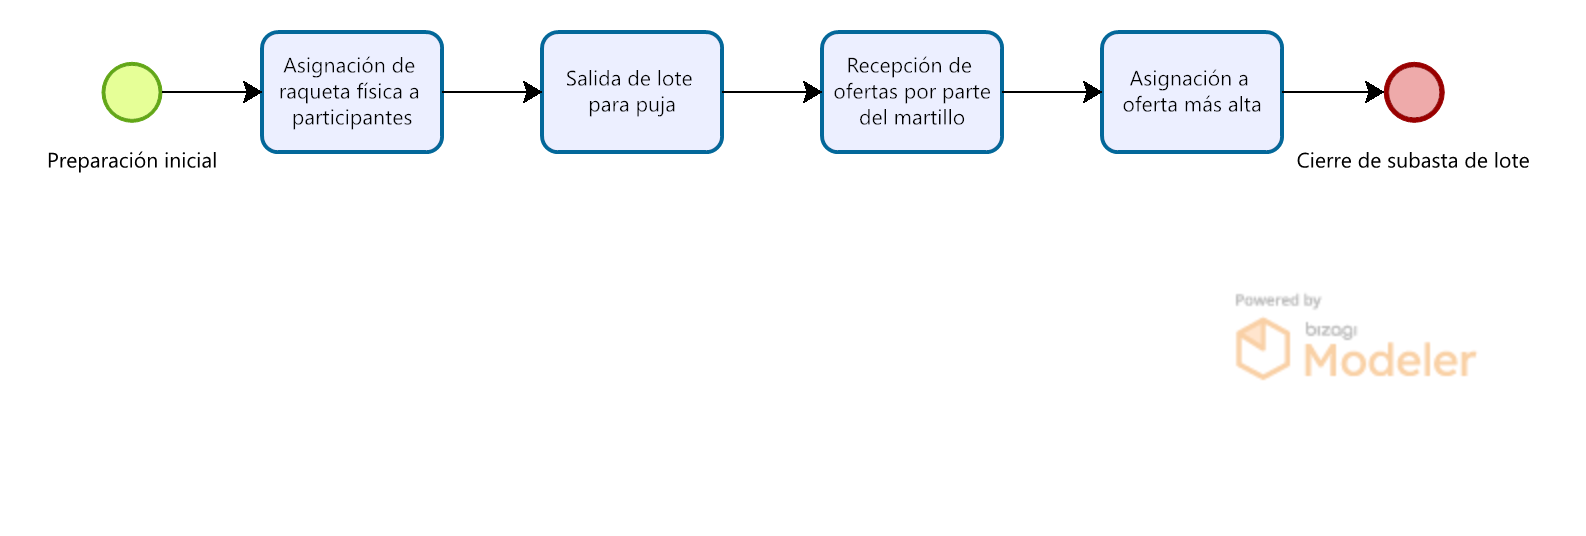 Preparación inicial
Asignación de
raqueta física a
participantes
Salida de lote
para puja
Recepción de
ofertas por parte
del martillo
Asignación a
oferta más alta
Cierre de subasta de lote
Powered by
bizagi
Modeler